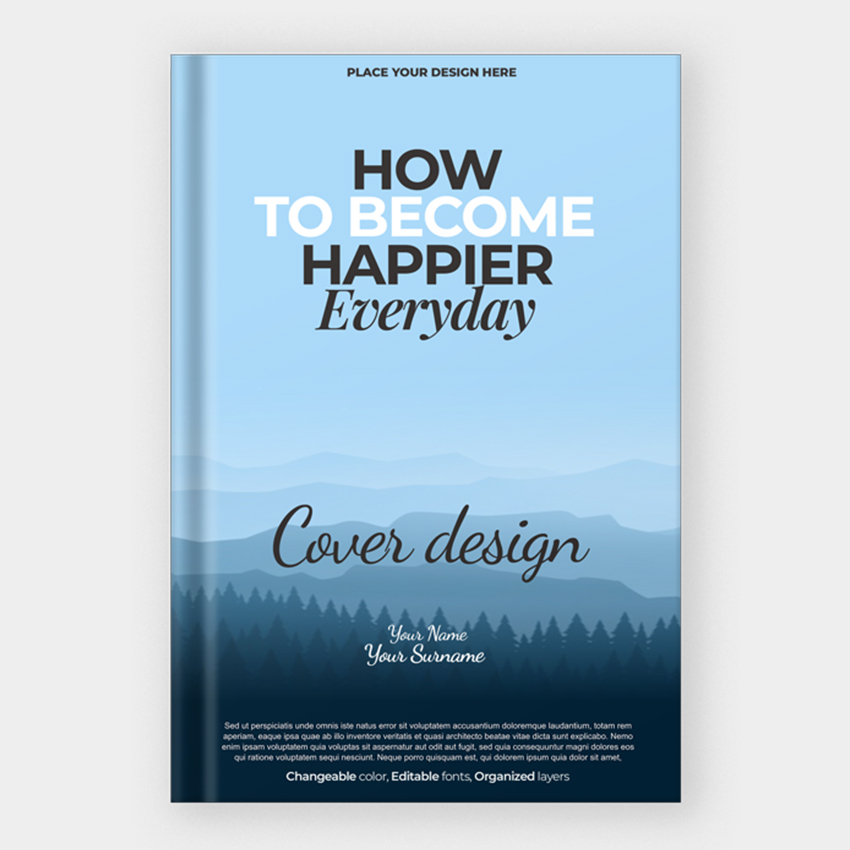 PLACE YOUR DESIGN HERE
HOW
TO BECOME
HAPPIER
Everyday
Cover design
Your Name
Your Surname
Sed ut perspiciatis unde omnis iste natus error sit voluptatem accusantium doloremque laudantium, totam rem
aperiam, eaque ipsa quae ab illo inventore veritatis et quasi architecto beatae vitae dicta sunt explicabo. Nemo
enim ipsam voluptatem quia voluptas sit aspernatur aut odit aut fugit, sed quia consequuntur magni dolores eos
qui ratione voluptatem sequi nesciunt. Neque porro quisquam est, qui dolorem ipsum quia dolor sit amet,
Changeable color, Editable fonts, Organized layers